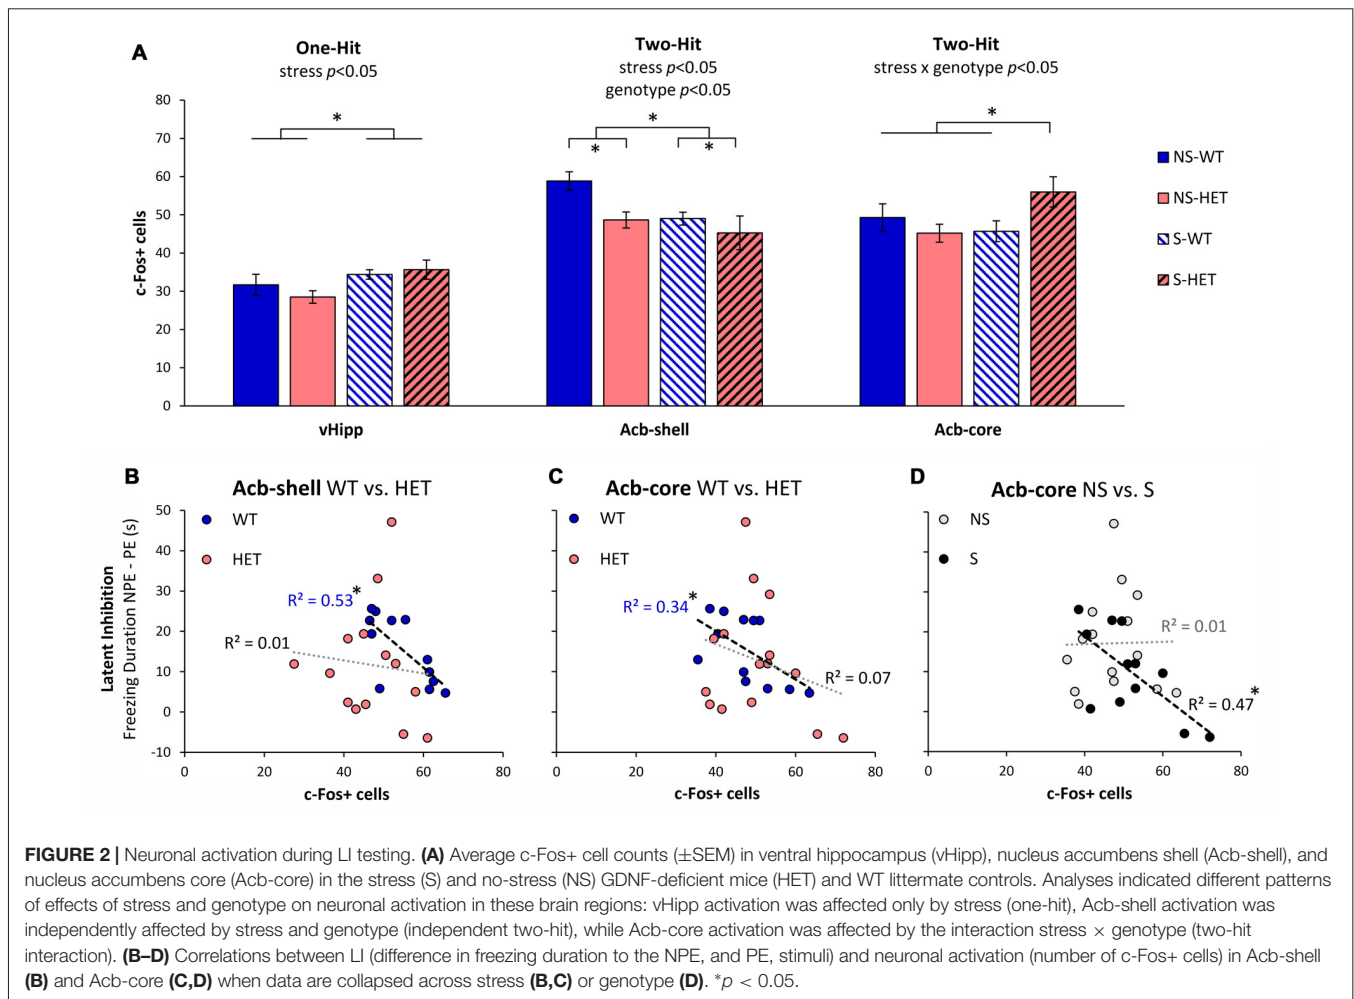 A
One-Hit
stress p<0.05
Two-Hit
stress p<0.05
genotype p<0.05
Two-Hit
stress x genotype p<0.05
c-Fos+ cells
80
70
60
50
40
30
20
10
0
*
*
*
*
*
vHipp
Acb-shell
Acb-core
NS-WT
NS-HET
S-WT
S-HET
B
Acb-shell WT vs. HET
Latent Inhibition
Freezing Duration NPE - PE (s)
50
40
30
20
10
0
-10
WT
HET
R² = 0.53
*
R² = 0.01
0
20
40
60
80
c-Fos+ cells
C
Acb-core WT vs. HET
WT
HET
R² = 0.34
*
R² = 0.07
0
20
40
60
80
c-Fos+ cells
D
Acb-core NS vs. S
NS
S
R² = 0.01
R² = 0.47
*
0
20
40
60
80
c-Fos+ cells
FIGURE 2 | Neuronal activation during LI testing. (A) Average c-Fos+ cell counts (±SEM) in ventral hippocampus (vHipp), nucleus accumbens shell (Acb-shell), and
nucleus accumbens core (Acb-core) in the stress (S) and no-stress (NS) GDNF-deficient mice (HET) and WT littermate controls. Analyses indicated different patterns
of effects of stress and genotype on neuronal activation in these brain regions: vHipp activation was affected only by stress (one-hit), Acb-shell activation was
independently affected by stress and genotype (independent two-hit), while Acb-core activation was affected by the interaction stress × genotype (two-hit
interaction). (B–D) Correlations between LI (difference in freezing duration to the NPE, and PE, stimuli) and neuronal activation (number of c-Fos+ cells) in Acb-shell
(B) and Acb-core (C,D) when data are collapsed across stress (B,C) or genotype (D). *p < 0.05.